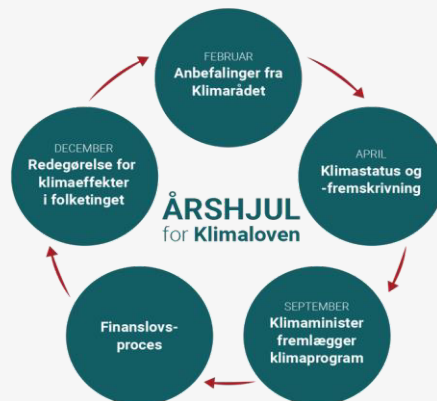 FEBRUAR
Anbefalinger fra
Klimarådet
APRIL
Klimastatus og
-fremskrivning
SEPTEMBER
Klimaminister
fremlægger
klimaprogram
Finanslovs-
proces
DECEMBER
Redegørelse for
klimaeffekter
i folketinget
ÅRSHJUL
for Klimaloven